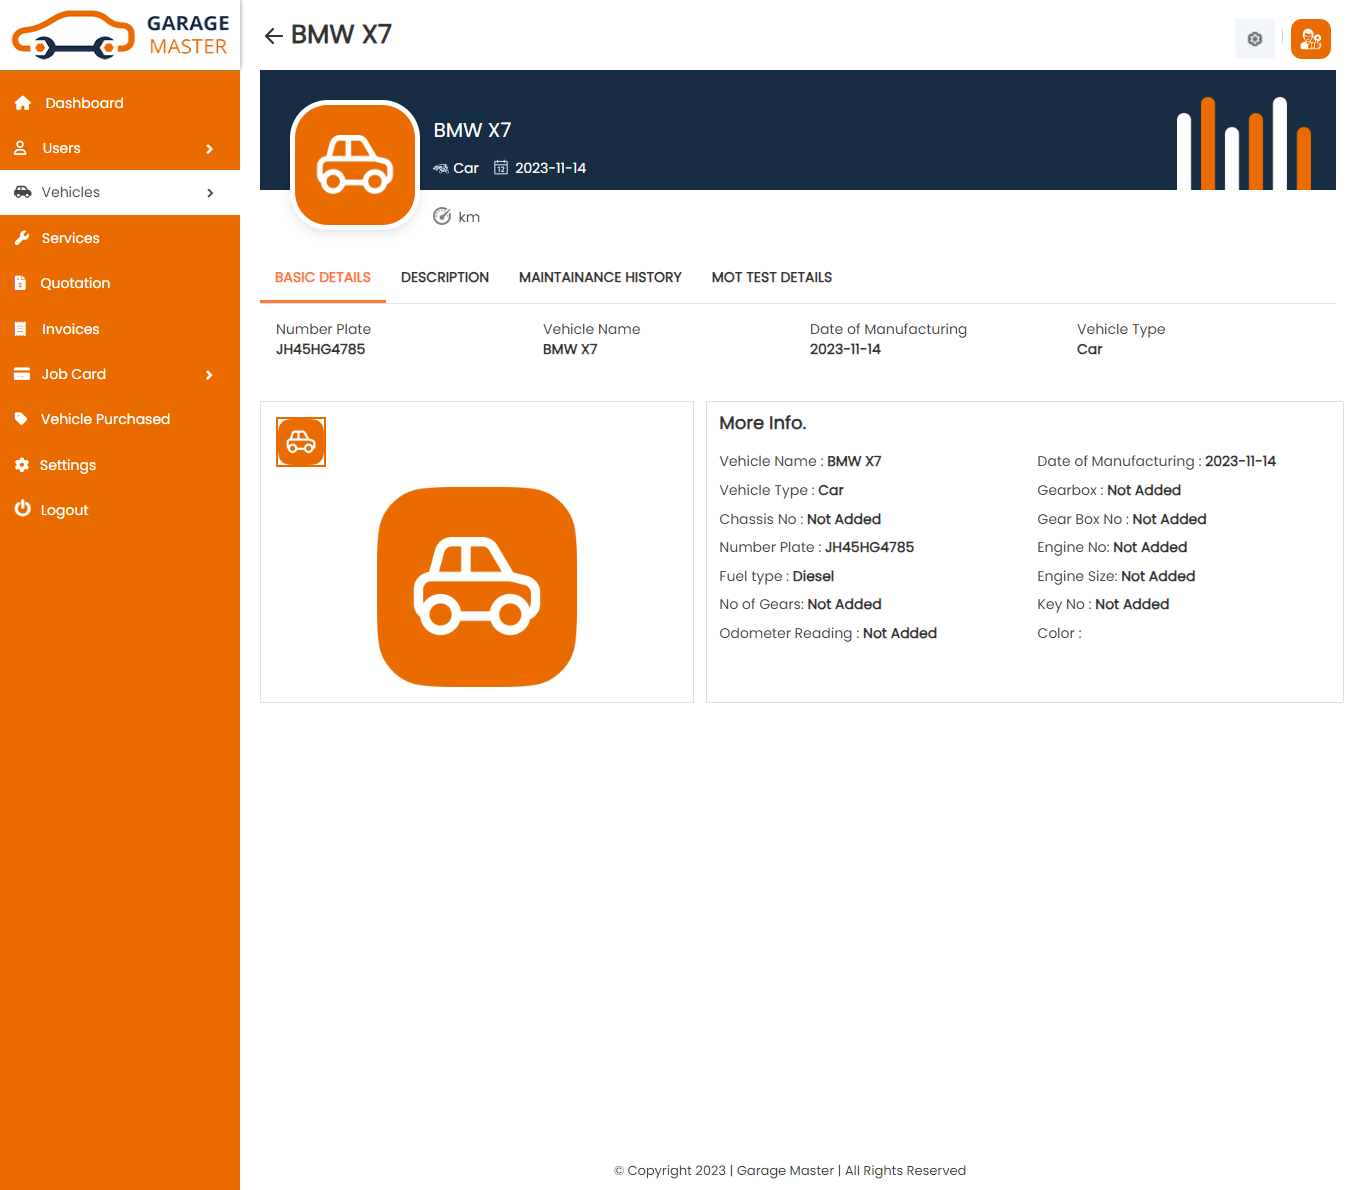 GARAGE
MASTER
BMW X7
Dashboard
Users
Vehicles
Services
Quotation
Invoices
Job Card
Vehicle Purchased
Settings
Logout
BMW X7
Car 12 2023-11-14
km
BASIC DETAILS DESCRIPTION MAINTAINANCE HISTORY MOT TEST DETAILS
Number Plate Vehicle Name Date of Manufacturing Vehicle Type
JH45HG4785 BMW X7 2023-11-14 Car
More Info.
Vehicle Name : BMW X7 Date of Manufacturing : 2023-11-14
Vehicle Type : Car Gearbox : Not Added
Chassis No : Not Added Gear Box No : Not Added
Number Plate : JH45HG4785 Engine No: Not Added
Fuel type : Diesel Engine Size: Not Added
No of Gears: Not Added Key No : Not Added
Odometer Reading : Not Added Color :
© Copyright 2023 | Garage Master | All Rights Reserved